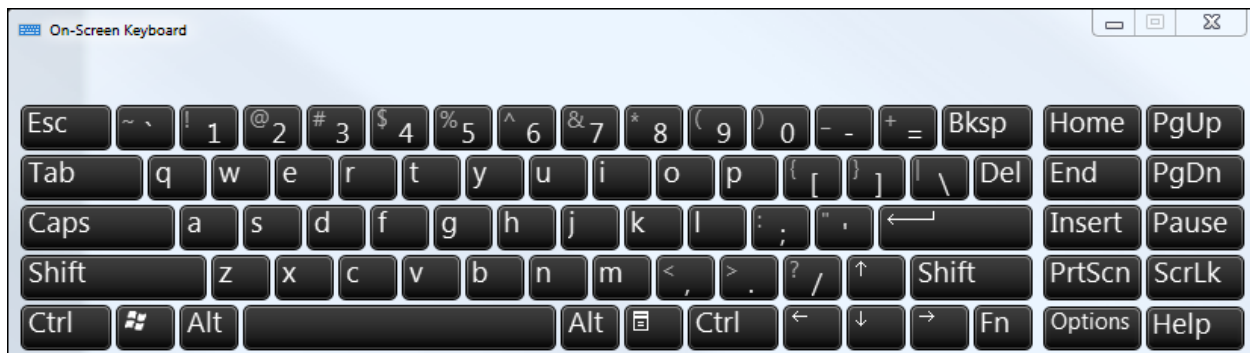 On-Screen Keyboard
Esc ~ ` ! 1 @ 2 # 3 $ 4 % 5 ^ 6 & 7 * 8 ( 9 ) 0 _ - + = Bksp Home PgUp
Tab q w e r t y u i o p { [ } ] | \ Del End PgDn
Caps a s d f g h j k l : ; " ' Insert Pause
Shift z x c v b n m < , > . ? / ↑ Shift PrtScn ScrLk
Ctrl Alt Alt Ctrl ← ↓ → Fn Options Help